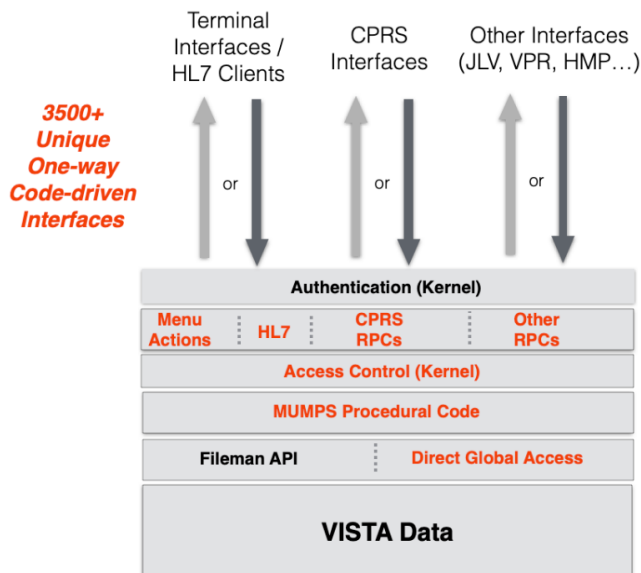 Terminal
Interfaces /
HL7 Clients
CPRS
Interfaces
Other Interfaces
(JLV, VPR, HMP…)
3500+
Unique
One-way
Code-driven
Interfaces
or
or
or
Authentication (Kernel)
Menu
Actions
HL7
CPRS
RPCs
Other
RPCs
Access Control (Kernel)
MUMPS Procedural Code
Fileman API
Direct Global Access
VISTA Data